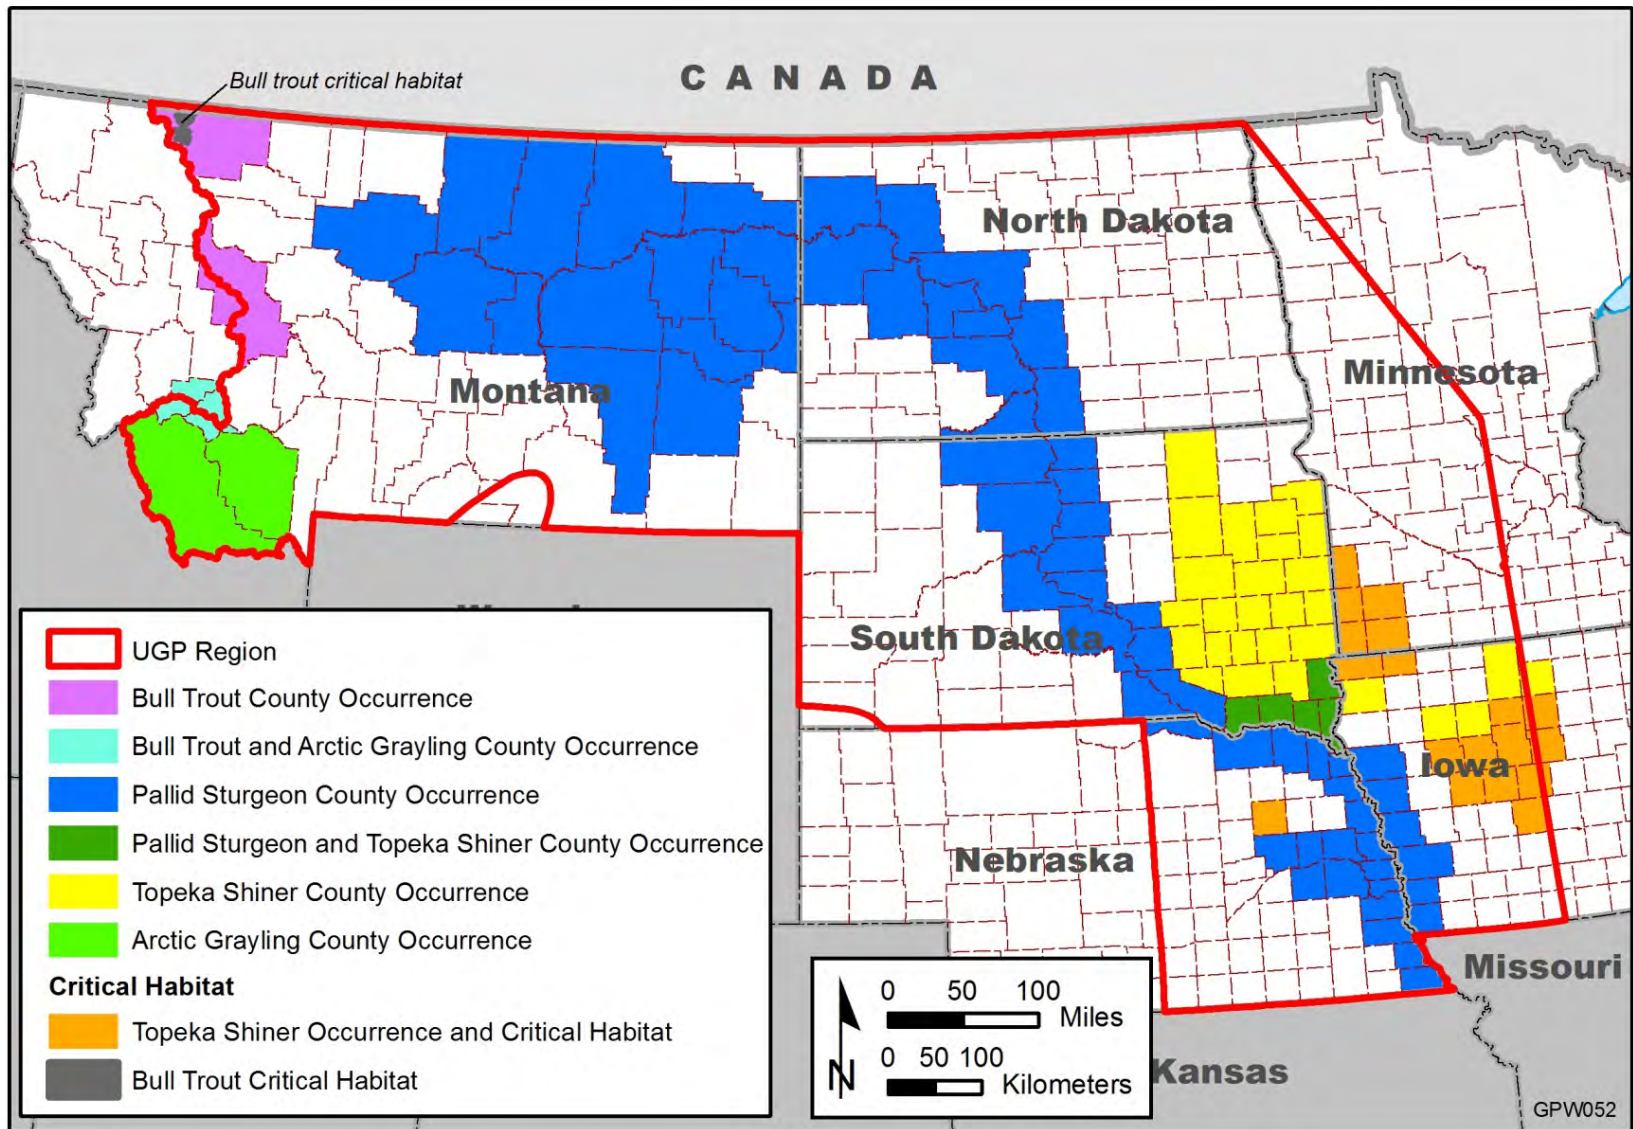 Bull trout critical habitat
CANADA
North Dakota
Minnesota
Montana
South Dakota
Iowa
Nebraska
Missouri
Kansas
UGP Region
Bull Trout County Occurrence
Bull Trout and Arctic Grayling County Occurrence
Pallid Sturgeon County Occurrence
Pallid Sturgeon and Topeka Shiner County Occurrence
Topeka Shiner County Occurrence
Arctic Grayling County Occurrence
Critical Habitat
Topeka Shiner Occurrence and Critical Habitat
Bull Trout Critical Habitat
0 50 100
Miles
0 50 100
Kilometers
N
GPW052